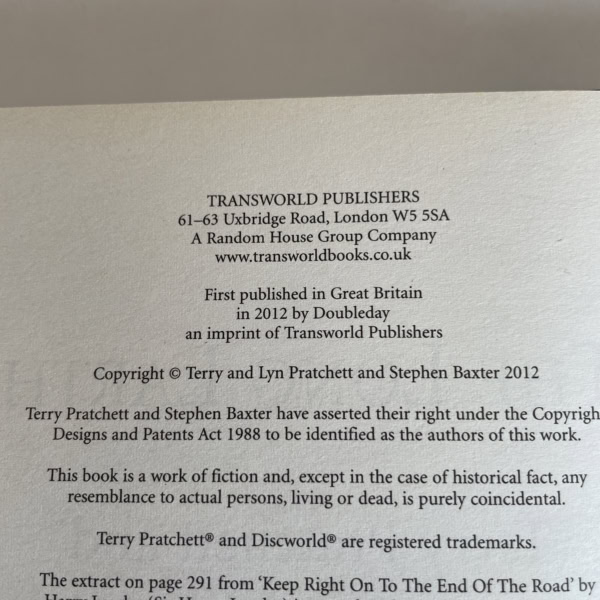 TRANSWORLD PUBLISHERS
61–63 Uxbridge Road, London W5 5SA
A Random House Group Company
www.transworldbooks.co.uk
First published in Great Britain
in 2012 by Doubleday
an imprint of Transworld Publishers
Copyright © Terry and Lyn Pratchett and Stephen Baxter 2012
Terry Pratchett and Stephen Baxter have asserted their right under the Copyrigh
Designs and Patents Act 1988 to be identified as the authors of this work.
This book is a work of fiction and, except in the case of historical fact, any
resemblance to actual persons, living or dead, is purely coincidental.
Terry Pratchett® and Discworld® are registered trademarks.
The extract on page 291 from ‘Keep Right On To The End Of The Road’ by